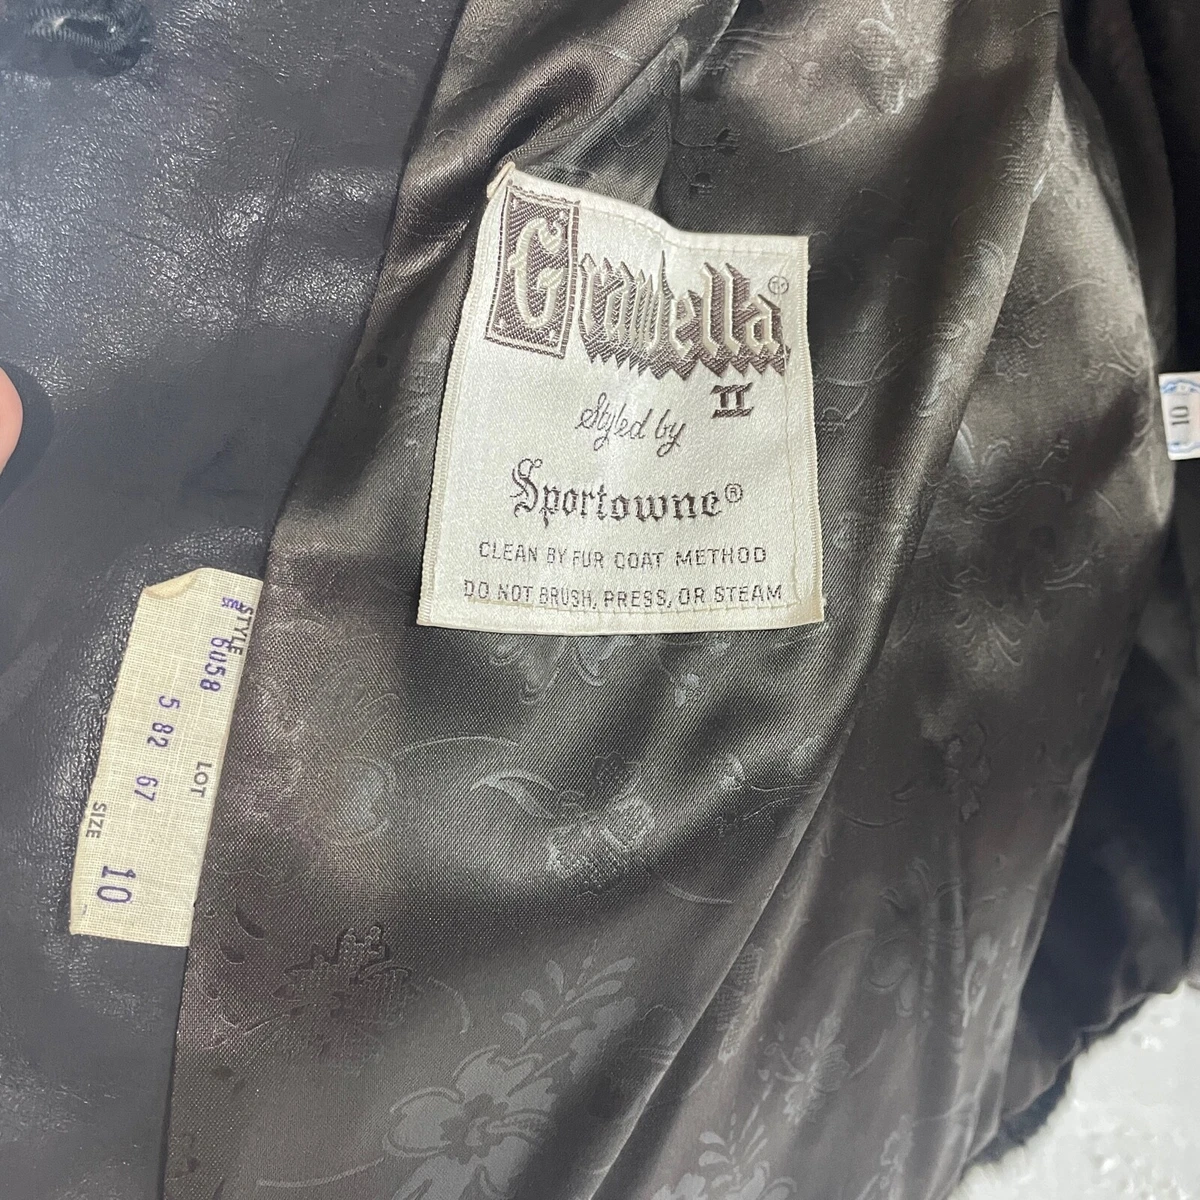 Grandella®
II
Styled by
Sportowne®
CLEAN BY FUR COAT METHOD
DO NOT BRUSH, PRESS, OR STEAM
STYLE 6058
LOT 5 82 67
SIZE 10
10